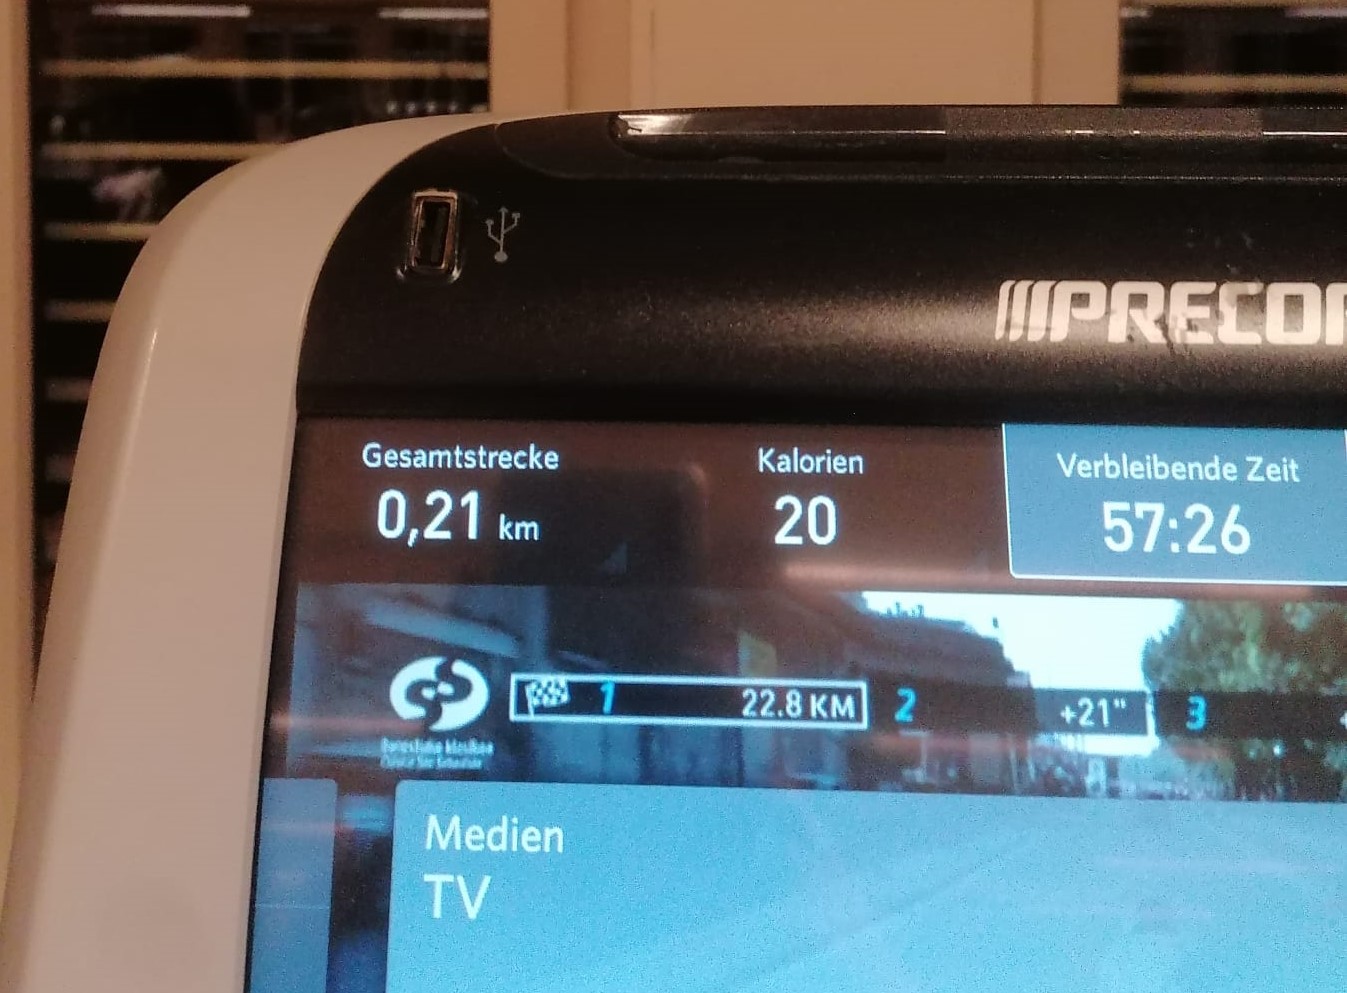 PRECOR
Gesamtstrecke
0,21 km
Kalorien
20
Verbleibende Zeit
57:26
1 22.8 KM
2 +21"
3
Medien
TV